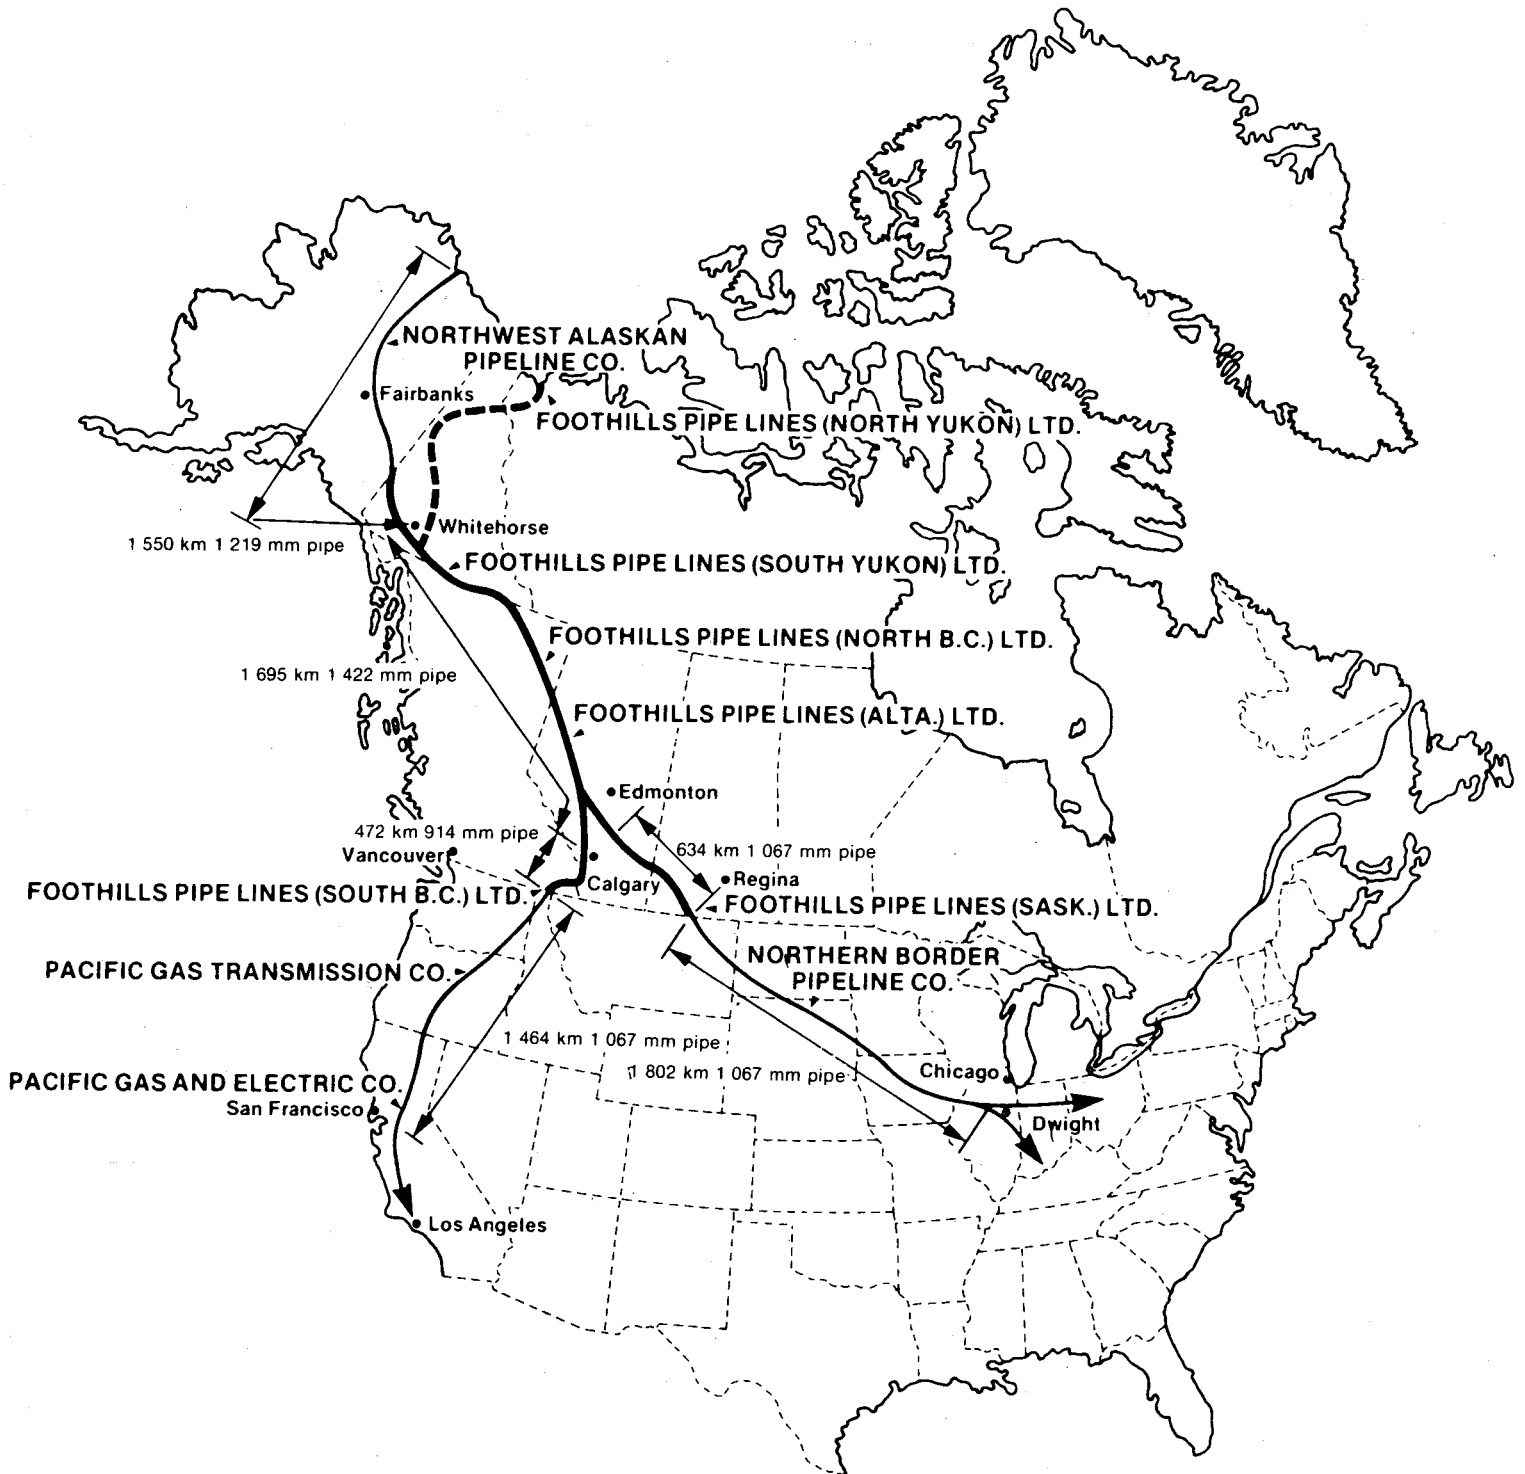 NORTHWEST ALASKAN
PIPELINE CO.
Fairbanks
FOOTHILLS PIPE LINES (NORTH YUKON) LTD.
Whitehorse
1 550 km 1 219 mm pipe
FOOTHILLS PIPE LINES (SOUTH YUKON) LTD.
FOOTHILLS PIPE LINES (NORTH B.C.) LTD.
1 695 km 1 422 mm pipe
FOOTHILLS PIPE LINES (ALTA.) LTD.
Edmonton
472 km 914 mm pipe
634 km 1 067 mm pipe
Vancouver
Calgary
Regina
FOOTHILLS PIPE LINES (SOUTH B.C.) LTD.
FOOTHILLS PIPE LINES (SASK.) LTD.
NORTHERN BORDER
PIPELINE CO.
PACIFIC GAS TRANSMISSION CO.
1 464 km 1 067 mm pipe
1 802 km 1 067 mm pipe
Chicago
PACIFIC GAS AND ELECTRIC CO.
San Francisco
Dwight
Los Angeles